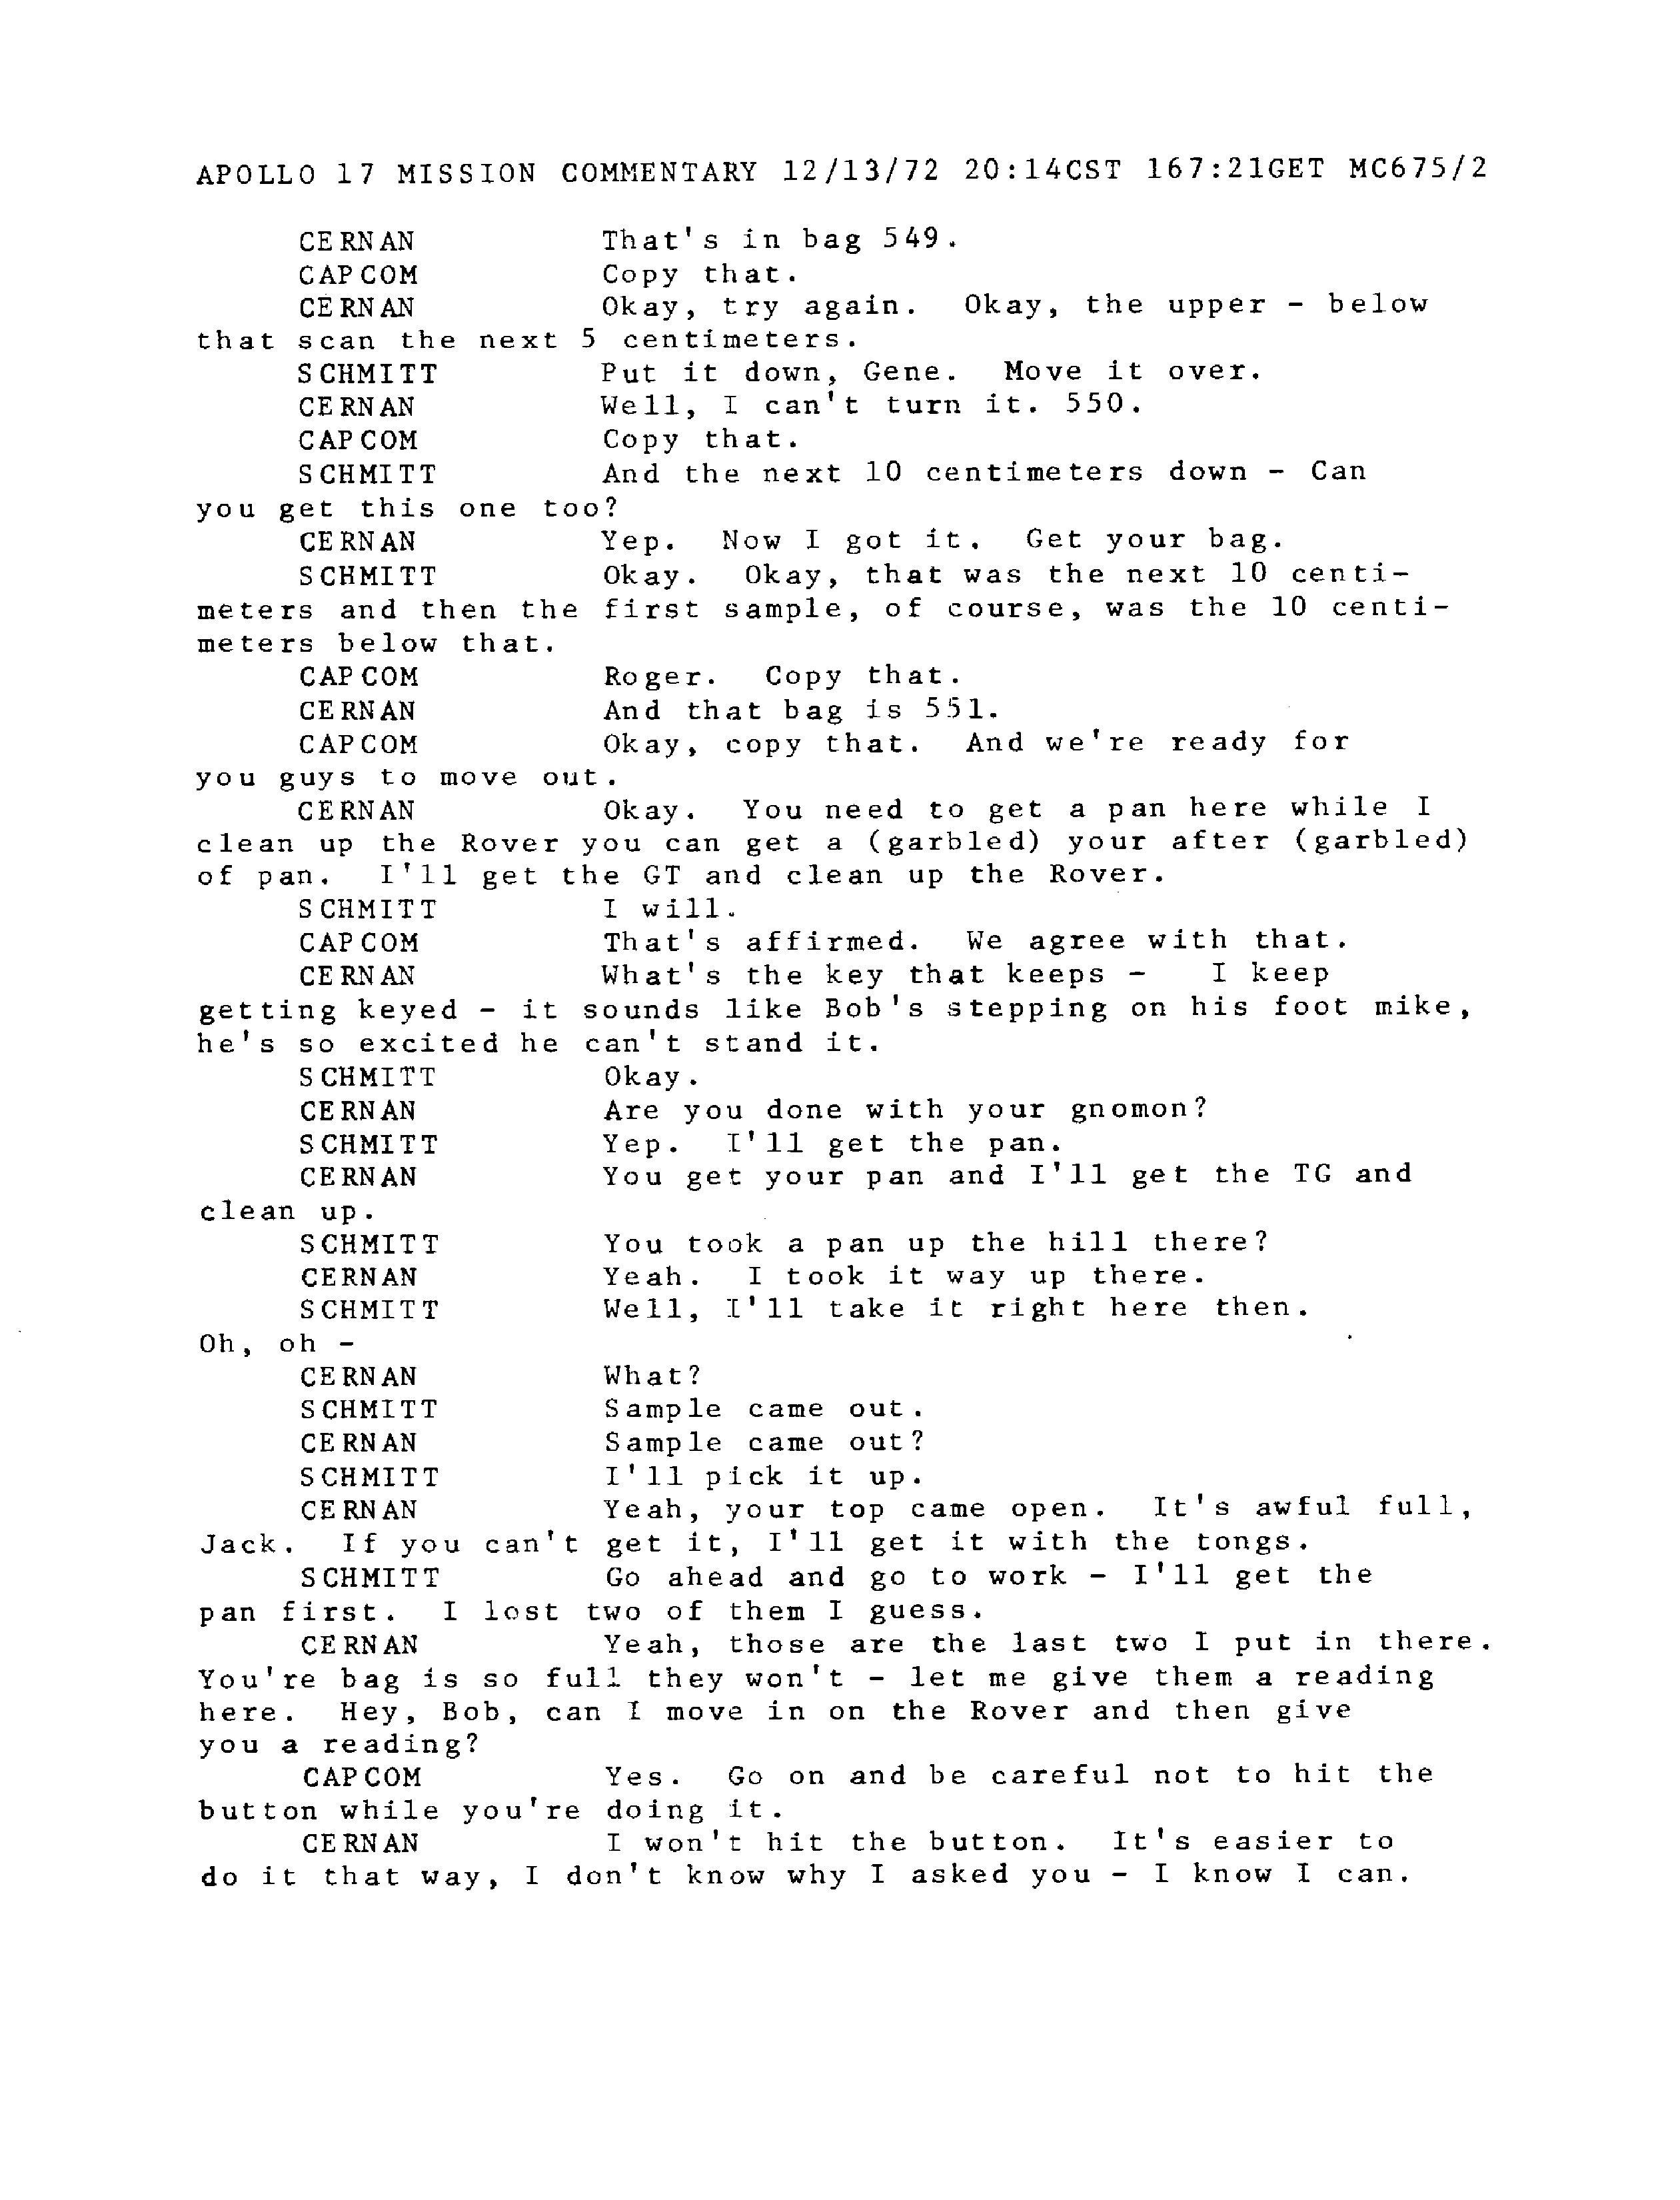 APOLLO 17 MISSION COMMENTARY 12/13/72 20:14CST 167:21GET MC675/2
CERNAN That's in bag 549.
CAPCOM Copy that.
CERNAN Okay, try again. Okay, the upper - below
that scan the next 5 centimeters.
SCHMITT Put it down, Gene. Move it over.
CERNAN Well, I can't turn it. 550.
CAPCOM Copy that.
SCHMITT And the next 10 centimeters down - Can
you get this one too?
CERNAN Yep. Now I got it. Get your bag.
SCHMITT Okay. Okay, that was the next 10 centi-
meters and then the first sample, of course, was the 10 centi-
meters below that.
CAPCOM Roger. Copy that.
CERNAN And that bag is 551.
CAPCOM Okay, copy that. And we're ready for
you guys to move out.
CERNAN Okay. You need to get a pan here while I
clean up the Rover you can get a (garbled) your after (garbled)
of pan. I'll get the GT and clean up the Rover.
SCHMITT I will.
CAPCOM That's affirmed. We agree with that.
CERNAN What's the key that keeps - I keep
getting keyed - it sounds like Bob's stepping on his foot mike,
he's so excited he can't stand it.
SCHMITT Okay.
CERNAN Are you done with your gnomon?
SCHMITT Yep. I'll get the pan.
CERNAN You get your pan and I'll get the TG and
clean up.
SCHMITT You took a pan up the hill there?
CERNAN Yeah. I took it way up there.
SCHMITT Well, I'll take it right here then.
Oh, oh -
CERNAN What?
SCHMITT Sample came out.
CERNAN Sample came out?
SCHMITT I'll pick it up.
CERNAN Yeah, your top came open. It's awful full,
Jack. If you can't get it, I'll get it with the tongs.
SCHMITT Go ahead and go to work - I'll get the
pan first. I lost two of them I guess.
CERNAN Yeah, those are the last two I put in there.
You're bag is so full they won't - let me give them a reading
here. Hey, Bob, can I move in on the Rover and then give
you a reading?
CAPCOM Yes. Go on and be careful not to hit the
button while you're doing it.
CERNAN I won't hit the button. It's easier to
do it that way, I don't know why I asked you - I know I can.